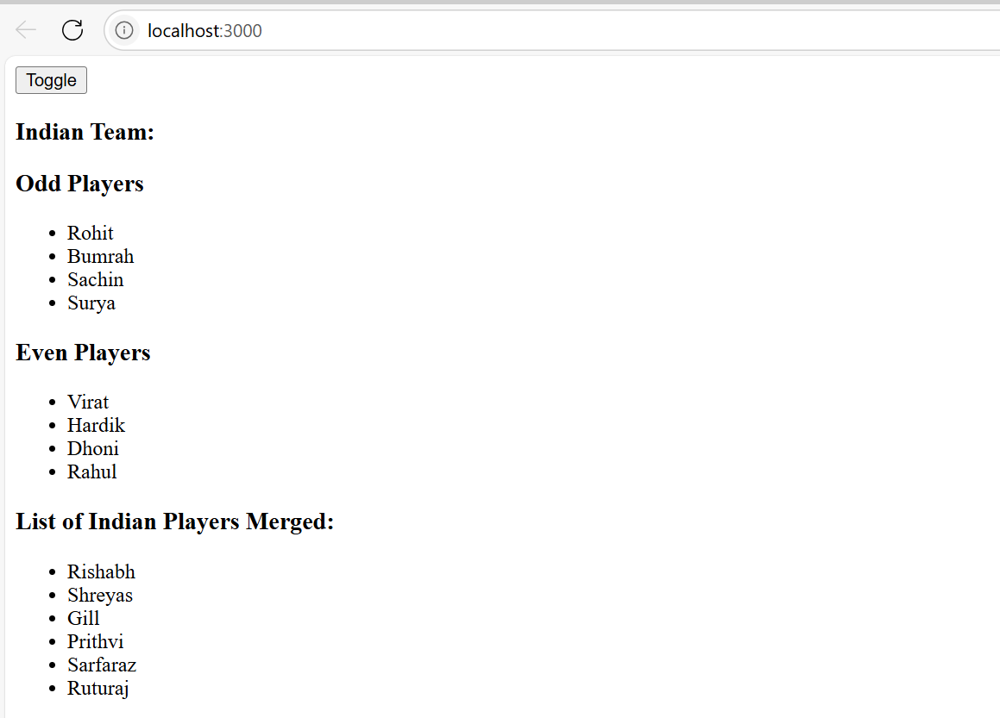 localhost:3000
Toggle
Indian Team:
Odd Players
Rohit
Bumrah
Sachin
Surya
Even Players
Virat
Hardik
Dhoni
Rahul
List of Indian Players Merged:
Rishabh
Shreyas
Gill
Prithvi
Sarfaraz
Ruturaj